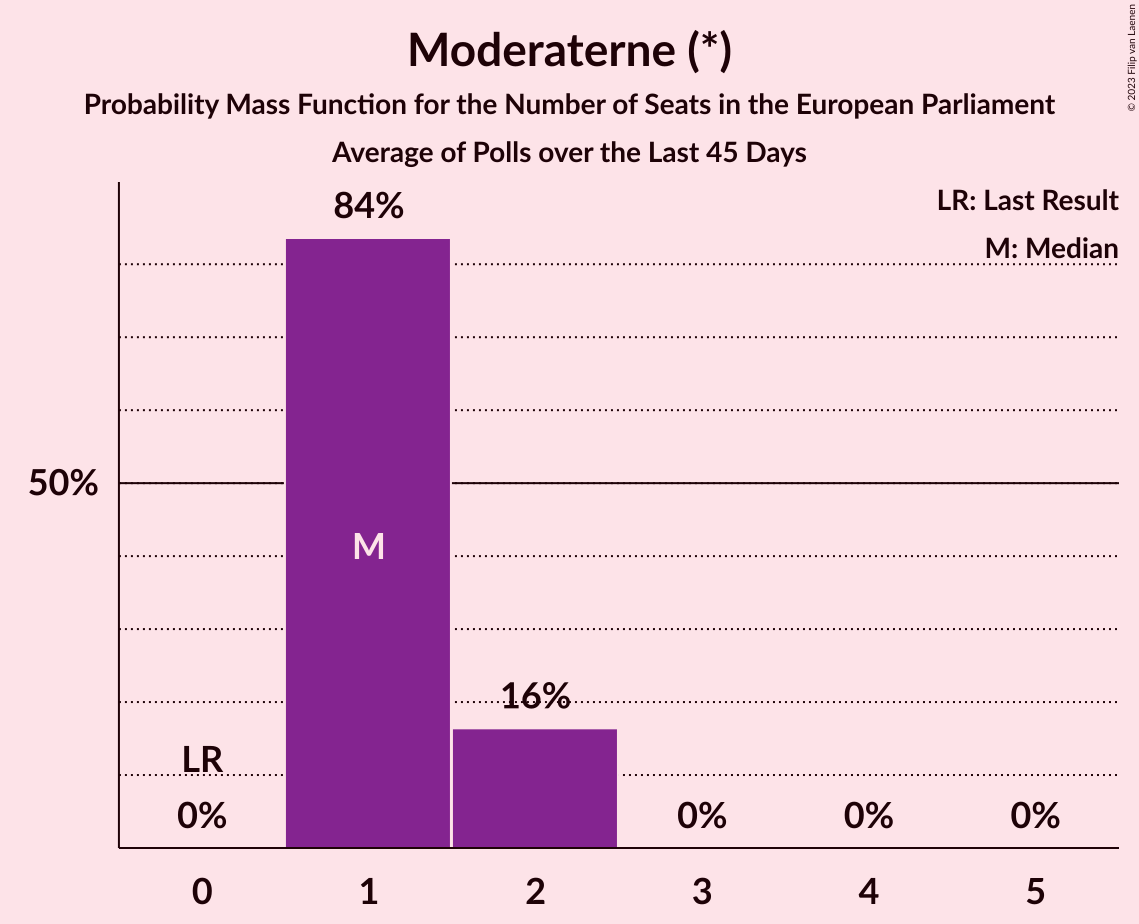 Moderaterne (*)
Probability Mass Function for the Number of Seats in the European Parliament
Average of Polls over the Last 45 Days
© 2023 Filip van Laenen
LR: Last Result
M: Median
84%
50%
M
16%
LR
0%
0%
0%
0%
0
1
2
3
4
5